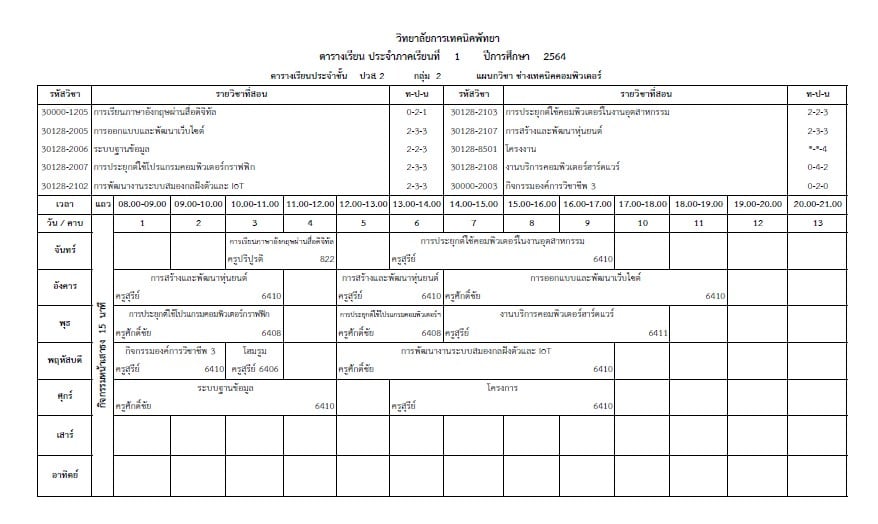 วิทยาลัยการเทคนิคพัทยา
ตารางเรียน ประจำภาคเรียนที่ 1 ปีการศึกษา 2564
ตารางเรียนประจำชั้น ปวส 2 กลุ่ม 2 แผนกวิชา ช่างเทคนิคคอมพิวเตอร์
รหัสวิชา รายวิชาที่สอน ท-ป-น รหัสวิชา รายวิชาที่สอน ท-ป-น
30000-1205 การเรียนภาษาอังกฤษผ่านสื่อดิจิทัล 0-2-1 30128-2103 การประยุกต์ใช้คอมพิวเตอร์ในงานอุตสาหกรรม 2-2-3
30128-2005 การออกแบบและพัฒนาเว็บไซต์ 2-3-3 30128-2107 การสร้างและพัฒนาหุ่นยนต์ 2-3-3
30128-2006 ระบบฐานข้อมูล 2-2-3 30128-8501 โครงงาน *-*-4
30128-2007 การประยุกต์ใช้โปรแกรมคอมพิวเตอร์กราฟฟิก 2-3-3 30128-2108 งานบริการคอมพิวเตอร์ฮาร์ดแวร์ 0-4-2
30128-2102 การพัฒนางานระบบสมองกลฝังตัวและ IoT 2-3-3 30000-2003 กิจกรรมองค์การวิชาชีพ 3 0-2-0
เวลา แถว 08.00-09.00 09.00-10.00 10.00-11.00 11.00-12.00 12.00-13.00 13.00-14.00 14.00-15.00 15.00-16.00 16.00-17.00 17.00-18.00 18.00-19.00 19.00-20.00 20.00-21.00
วัน / คาบ 1 2 3 4 5 6 7 8 9 10 11 12 13
กิจกรรมหน้าเสาธง 15 นาที
จันทร์ การเรียนภาษาอังกฤษผ่านสื่อดิจิทัล การประยุกต์ใช้คอมพิวเตอร์ในงานอุตสาหกรรม
ครูปริปูรติ 822 ครูสุรีย์ 6410
อังคาร การสร้างและพัฒนาหุ่นยนต์ การสร้างและพัฒนาหุ่นยนต์ การออกแบบและพัฒนาเว็บไซต์
ครูสุรีย์ 6410 ครูสุรีย์ 6410 ครูศักดิ์ชัย 6410
พุธ การประยุกต์ใช้โปรแกรมคอมพิวเตอร์กราฟฟิก การประยุกต์ใช้โปรแกรมคอมพิวเตอร์ฯ งานบริการคอมพิวเตอร์ฮาร์ดแวร์
ครูศักดิ์ชัย 6408 ครูศักดิ์ชัย 6408 ครูสุรีย์ 6411
พฤหัสบดี กิจกรรมองค์การวิชาชีพ 3 โฮมรูม การพัฒนางานระบบสมองกลฝังตัวและ IoT
ครูสุรีย์ 6410 ครูสุรีย์ 6406 ครูศักดิ์ชัย 6410
ศุกร์ ระบบฐานข้อมูล โครงการ
ครูศักดิ์ชัย 6410 ครูสุรีย์ 6410
เสาร์
อาทิตย์